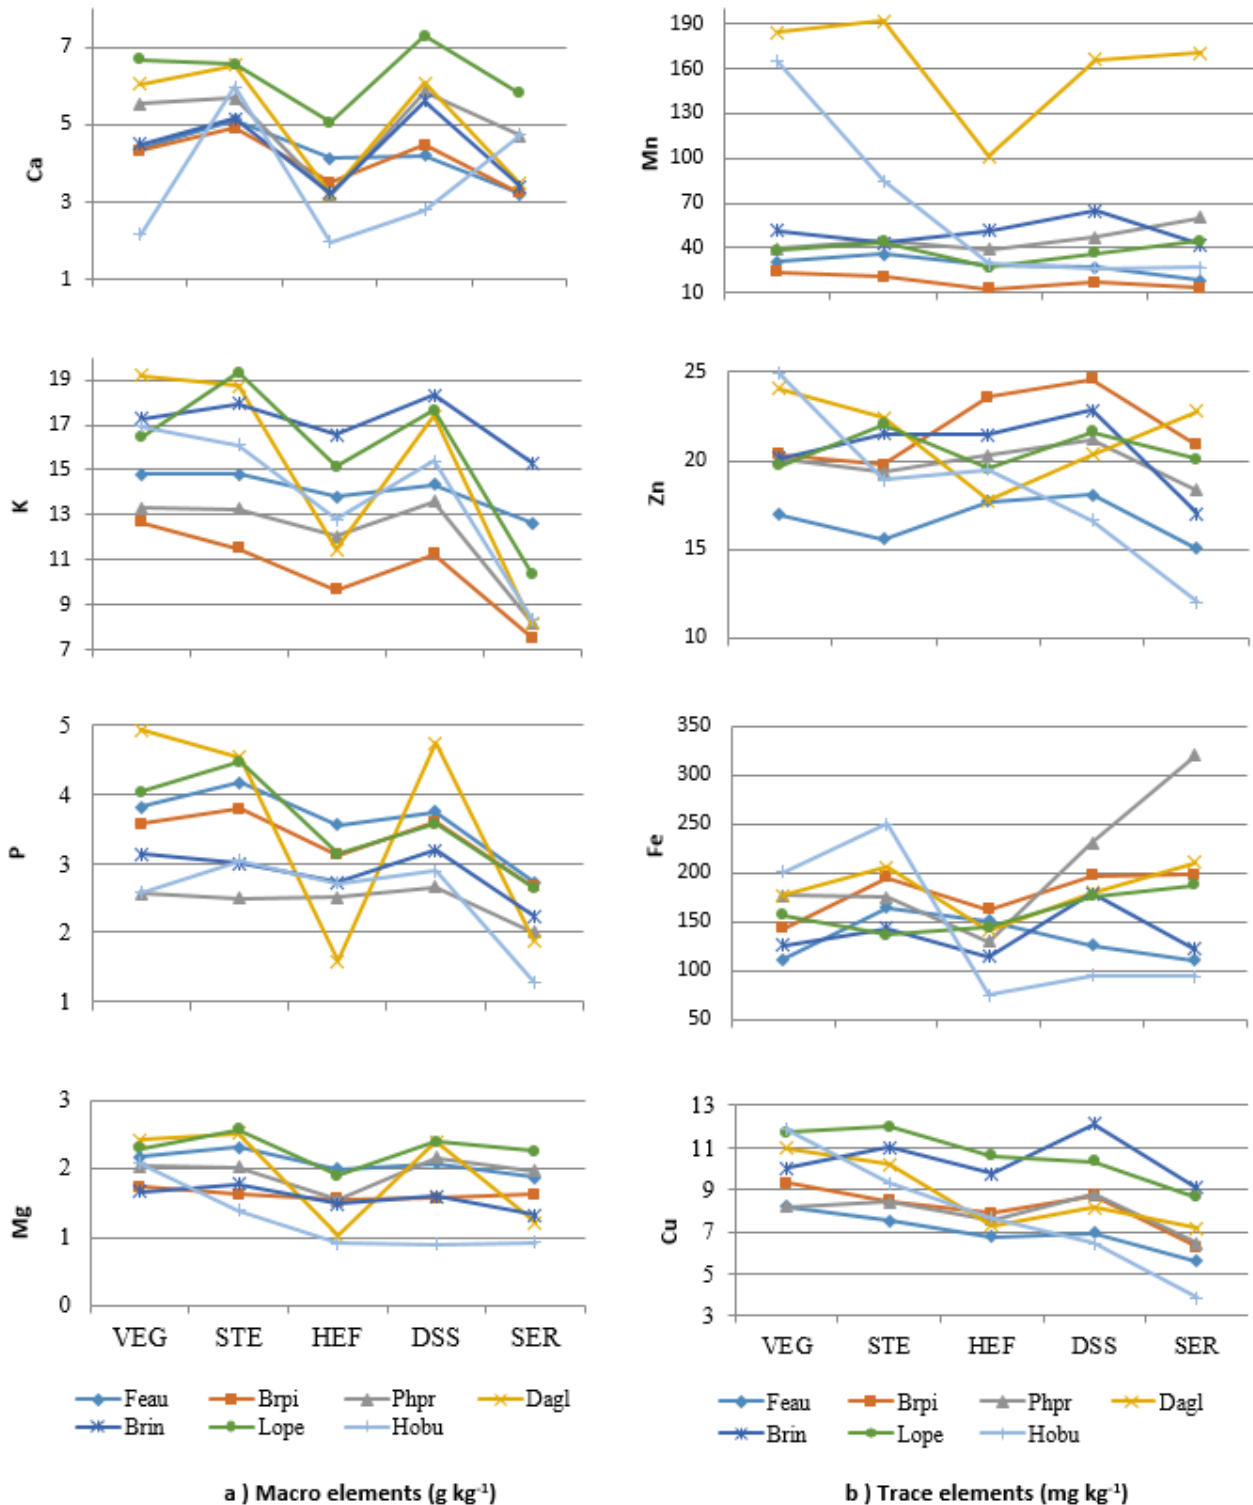 7
5
3
1
Ca
190
160
130
100
70
40
10
Mn
19
17
15
13
11
9
7
K
25
20
15
10
Zn
5
4
3
2
1
P
350
300
250
200
150
100
50
Fe
3
2
1
0
Mg
VEG STE HEF DSS SER
13
11
9
7
5
3
Cu
VEG STE HEF DSS SER
Feau Brpi Phpr Dagl
Brin Lope Hobu
Feau Brpi Phpr Dagl
Brin Lope Hobu
a ) Macro elements (g kg⁻¹)
b ) Trace elements (mg kg⁻¹)